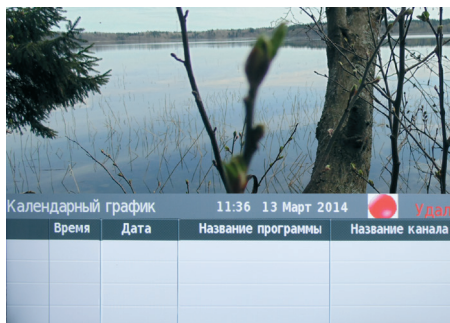 Календарный график 11:36 13 Март 2014
Время Дата Название программы Название канала